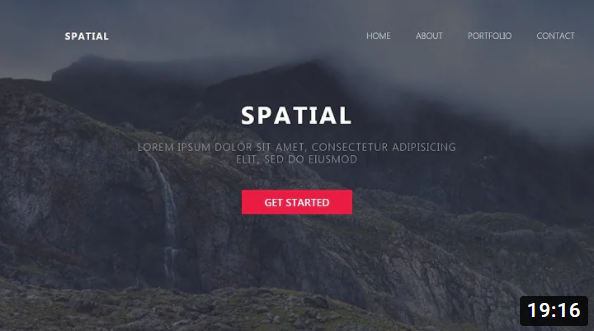 SPATIAL
HOME ABOUT PORTFOLIO CONTACT
SPATIAL
LOREM IPSUM DOLOR SIT AMET, CONSECTETUR ADIPISICING
ELIT, SED DO EIUSMOD
GET STARTED
19:16